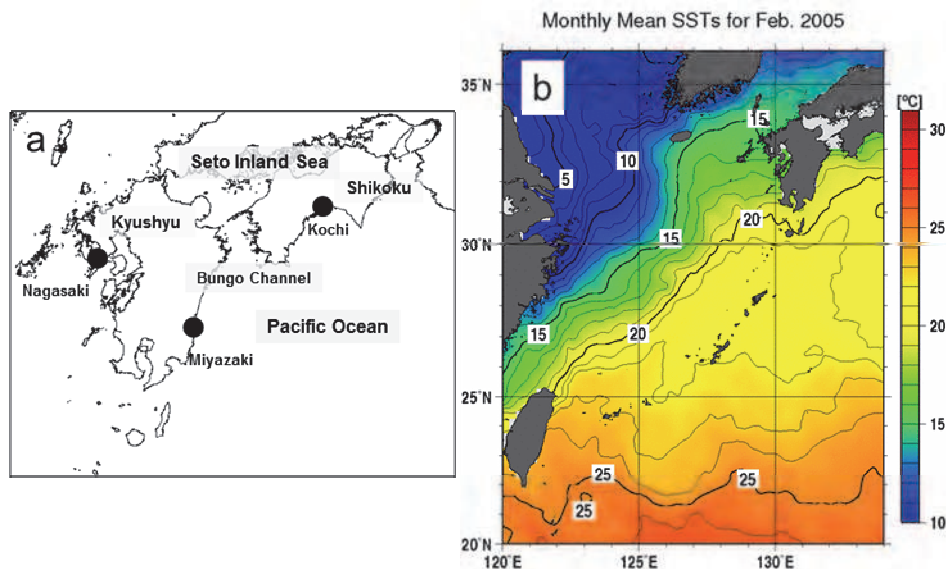 a
Seto Inland Sea
Shikoku
Kyushu
Kochi
Nagasaki
Bungo Channel
Pacific Ocean
Miyazaki
Monthly Mean SSTs for Feb. 2005
b
[°C]
35°N
30°N
25°N
20°N
120°E
125°E
130°E
15
10
5
20
15
15
20
25
25
25
30
25
20
15
10